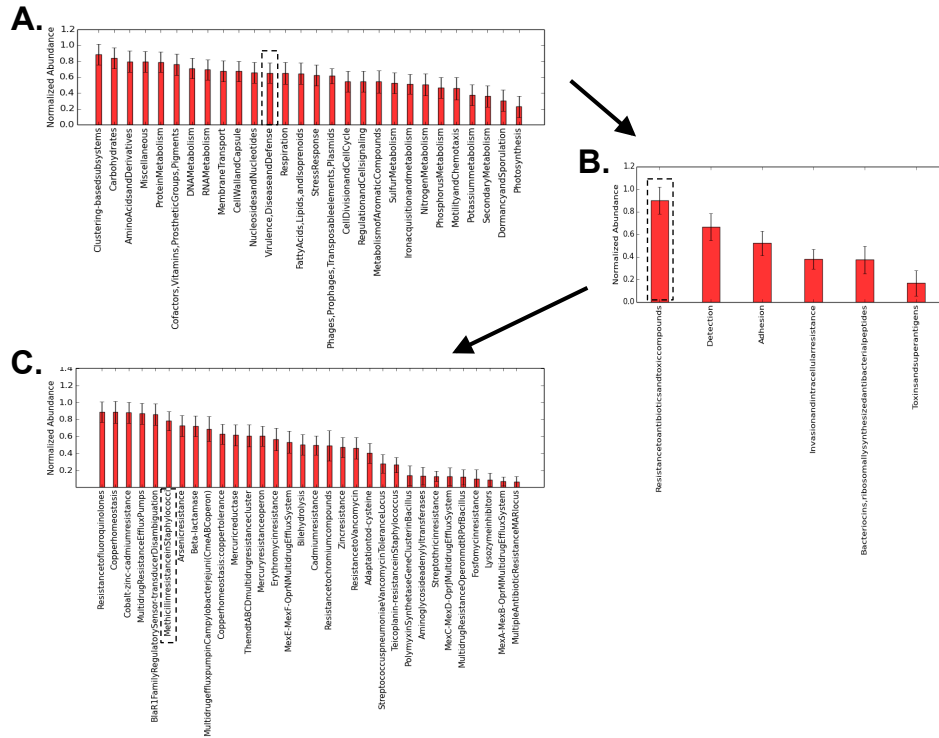 A.
Normalized Abundance
1.2
1.0
0.8
0.6
0.4
0.2
0.0
Clustering-basedsubsystems
Carbohydrates
AminoAcidsandDerivatives
Miscellaneous
ProteinMetabolism
Cofactors,Vitamins,ProstheticGroups,Pigments
DNAMetabolism
RNAMetabolism
MembraneTransport
CellWallandCapsule
NucleosidesandNucleotides
Virulence,DiseaseandDefense
Respiration
FattyAcids,Lipids,andIsoprenoids
StressResponse
Phages,Prophages,Transposableelements,Plasmids
CellDivisionandCellCycle
RegulationandCellsignaling
MetabolismofAromaticCompounds
SulfurMetabolism
Ironacquisitionandmetabolism
NitrogenMetabolism
PhosphorusMetabolism
MotilityandChemotaxis
Potassiummetabolism
SecondaryMetabolism
DormancyandSporulation
Photosynthesis
B.
Normalized Abundance
1.2
1.0
0.8
0.6
0.4
0.2
0.0
Resistancetoantibioticsandtoxiccompounds
Detection
Adhesion
Invasionandintracellularresistance
Bacteriocins,ribosomallysynthesizedantibacterialpeptides
Toxinsandsuperantigens
C.
Normalized Abundance
1.4
1.2
1.0
0.8
0.6
0.4
0.2
Resistancetofluoroquinolones
Copperhomeostasis
Cobalt-zinc-cadmiumresistance
MultidrugResistanceEffluxPumps
BlaR1FamilyRegulatorySensor-transducerDisambiguation
MethicillinresistanceinStaphylococci
Arsenicresistance
Beta-lactamase
MultidrugeffluxpumpinCampylobacterjejuni(CmeABCoperon)
Copperhomeostasis:coppertolerance
Mercuricreductase
ThemdtABCDmultidrugresistancecluster
Mercuryresistanceoperon
Erythromycinresistance
MexE-MexF-OprNMultidrugEffluxSystem
Bilehydrolysis
Cadmiumresistance
Resistancetochromiumcompounds
Zincresistance
ResistancetoVancomycin
Adaptationtod-cysteine
StreptococcuspneumoniaeVancomycinToleranceLocus
Teicoplanin-resistanceinStaphylococcus
PolymyxinSynthetaseGeneClusterinBacillus
Aminoglycosideadenylyltransferases
Streptothricinresistance
MexC-MexD-OprJMultidrugEffluxSystem
MultidrugResistanceOperonmdtRPofBacillus
Fosfomycinresistance
LysozymeInhibitors
MexA-MexB-OprMMultidrugEffluxSystem
MultipleAntibioticResistanceMARlocus